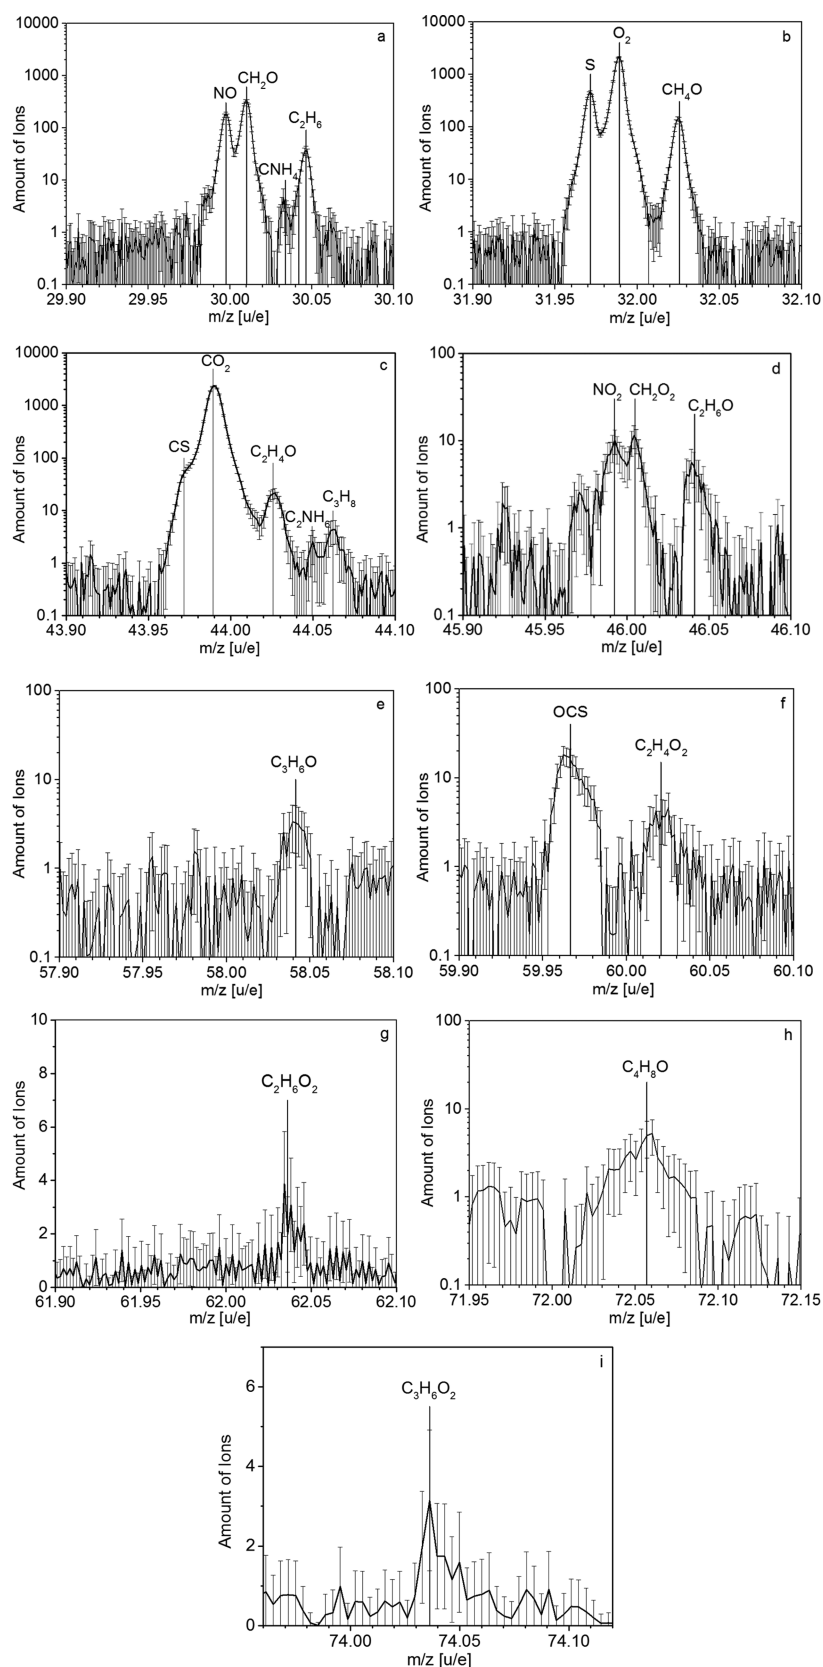 a
10000
1000
100
10
1
0.1
Amount of Ions
NO
CH2O
CNH4
C2H6
29.90 29.95 30.00 30.05 30.10
m/z [u/e]
b
10000
1000
100
10
1
0.1
Amount of Ions
S
O2
CH4O
31.90 31.95 32.00 32.05 32.10
m/z [u/e]
c
10000
1000
100
10
1
0.1
Amount of Ions
CS
CO2
C2H4O
C2NH6
C3H8
43.90 43.95 44.00 44.05 44.10
m/z [u/e]
d
100
10
1
0.1
Amount of Ions
NO2
CH2O2
C2H6O
45.90 45.95 46.00 46.05 46.10
m/z [u/e]
e
100
10
1
0.1
Amount of Ions
C3H6O
57.90 57.95 58.00 58.05 58.10
m/z [u/e]
f
100
10
1
0.1
Amount of Ions
OCS
C2H4O2
59.90 59.95 60.00 60.05 60.10
m/z [u/e]
g
10
8
6
4
2
0
Amount of Ions
C2H6O2
61.90 61.95 62.00 62.05 62.10
m/z [u/e]
h
100
10
1
0.1
Amount of Ions
C4H8O
71.95 72.00 72.05 72.10 72.15
m/z [u/e]
i
6
4
2
0
Amount of Ions
C3H6O2
74.00 74.05 74.10
m/z [u/e]